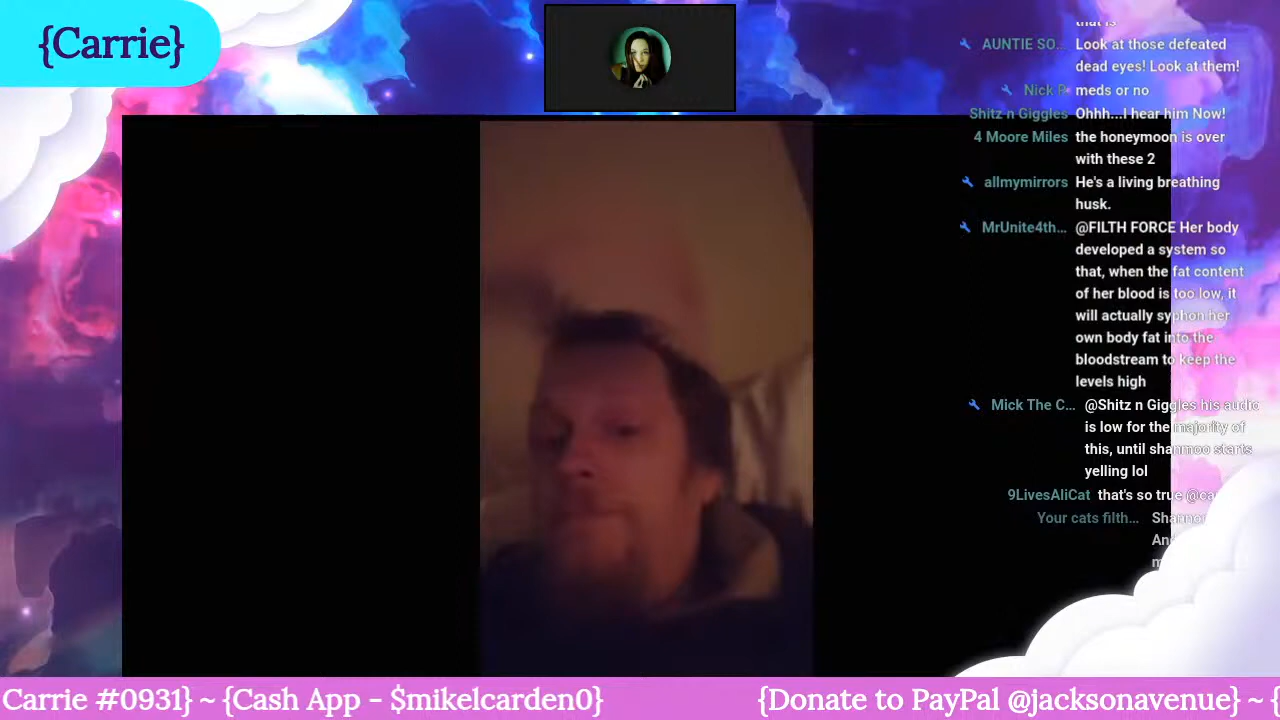 {Carrie}
that is
AUNTIE SO... Look at those defeated
dead eyes! Look at them!
Nick R meds or no
Shitz n Giggles Ohhh...I hear him Now!
4 Moore Miles the honeymoon is over
with these 2
allmymirrors He's a living breathing
husk.
MrUnite4th... @FILTH FORCE Her body
developed a system so
that, when the fat content
of her blood is too low, it
will actually syphon her
own body fat into the
bloodstream to keep the
levels high
Mick The C... @Shitz n Giggles his audio
is low for the majority of
this, until shanmoo starts
yelling lol
9LivesAliCat that's so true
Your cats filth...
Carrie #0931} ~ {Cash App - $mikelcarden0} {Donate to PayPal @jacksonavenue} ~ {